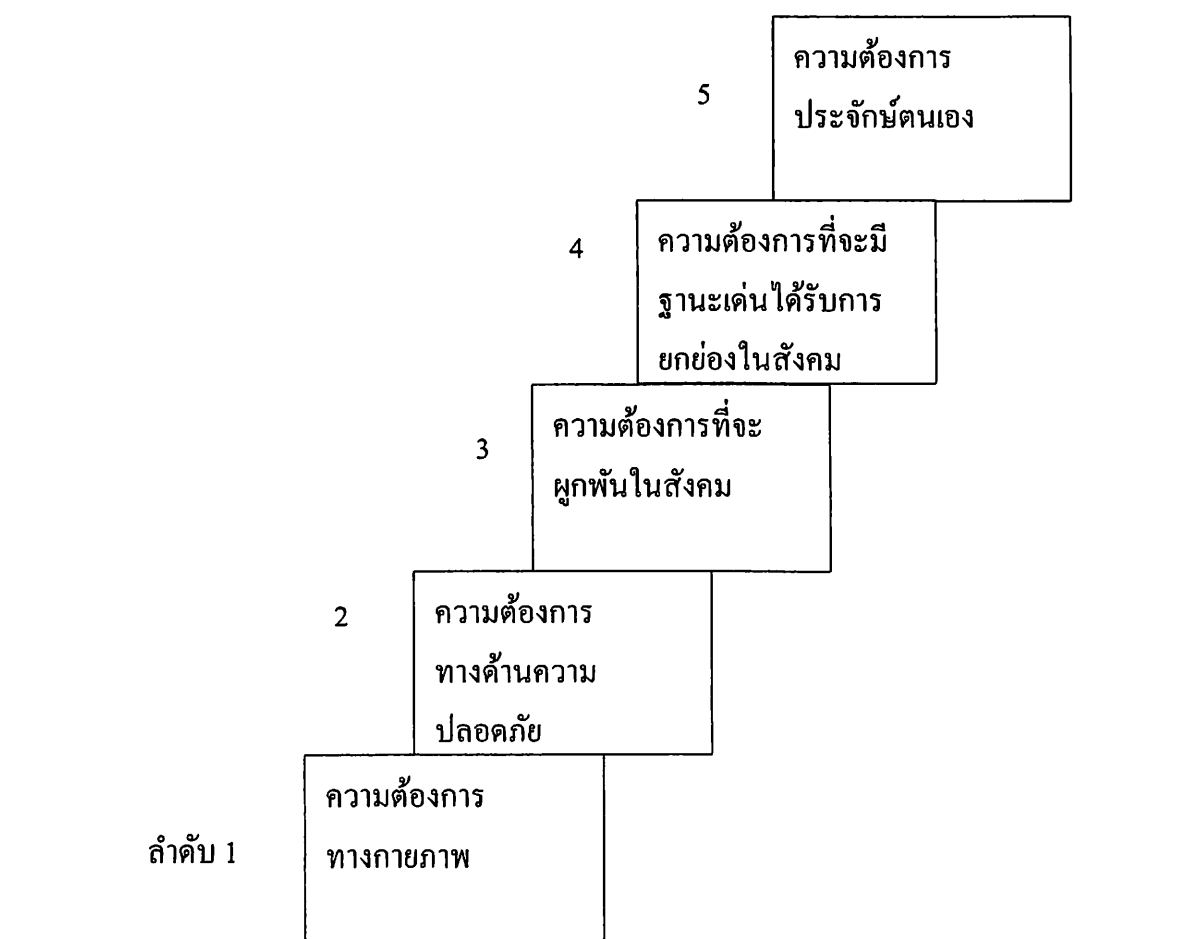 5
ความต้องการ
ประจักษ์ตนเอง
4
ความต้องการที่จะมี
ฐานะเด่นได้รับการ
ยกย่องในสังคม
3
ความต้องการที่จะ
ผูกพันในสังคม
2
ความต้องการ
ทางด้านความ
ปลอดภัย
ลำดับ 1
ความต้องการ
ทางกายภาพ